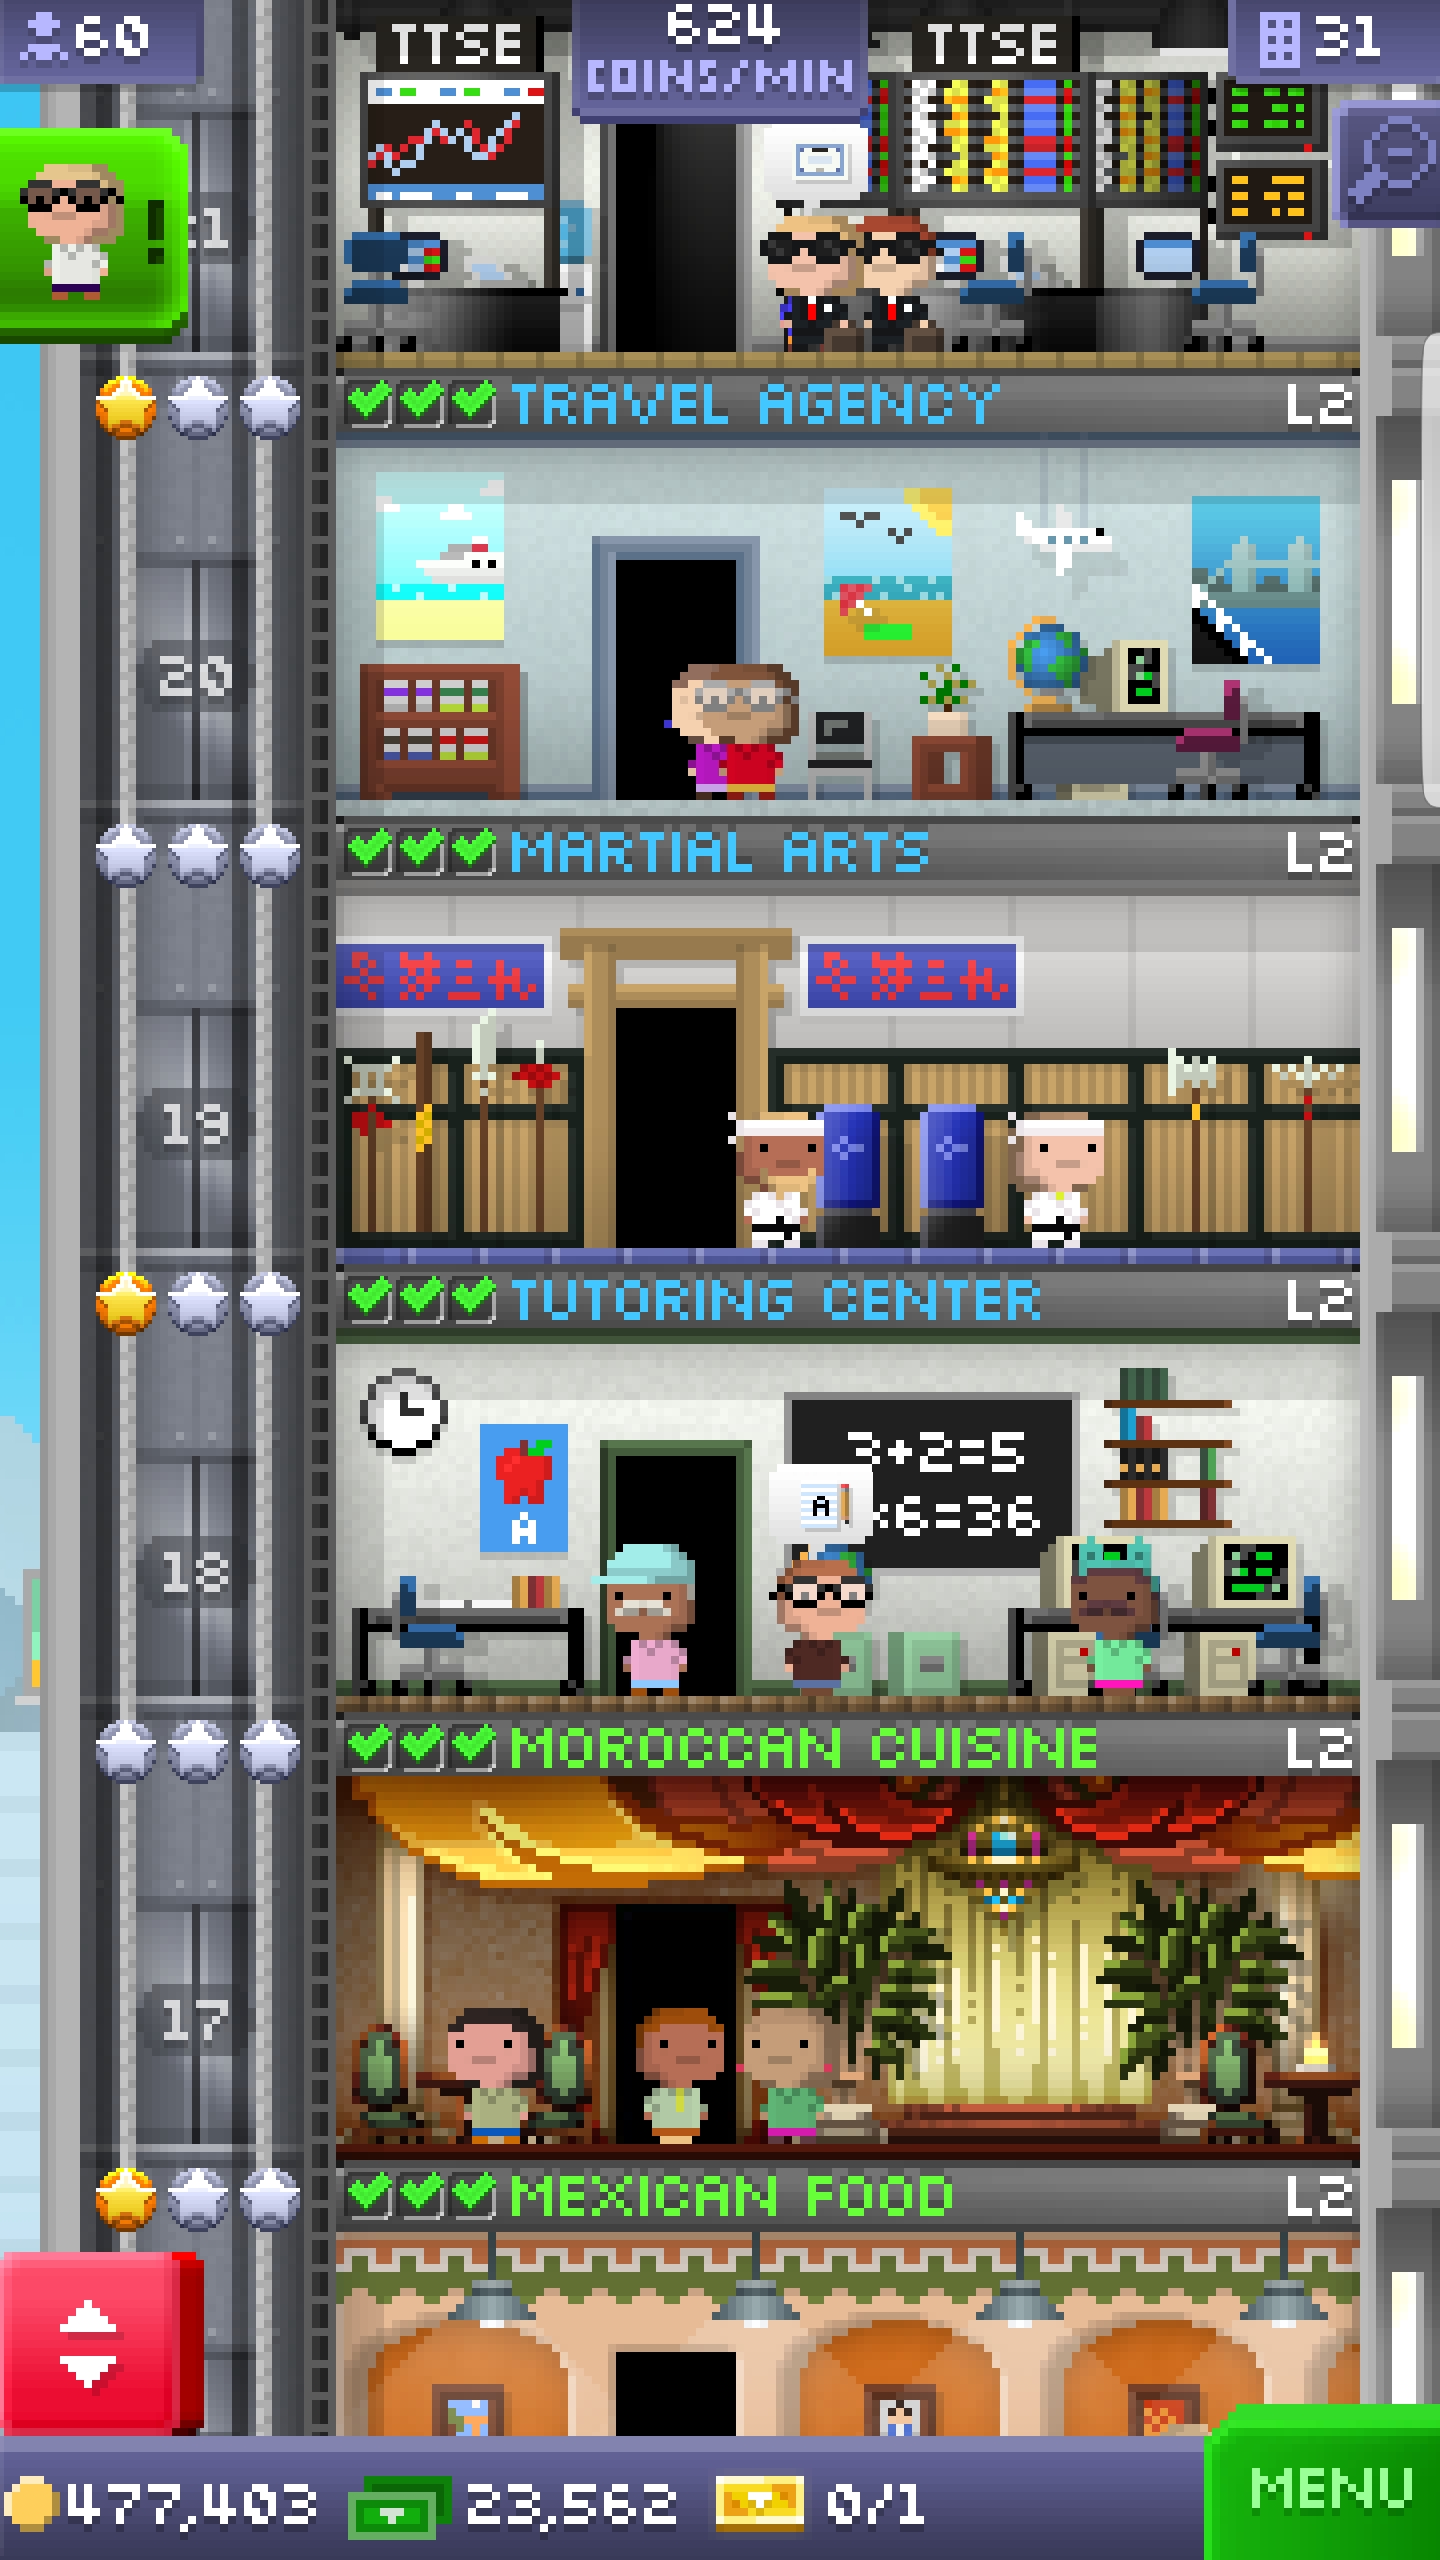 60
624
COINS/MIN
31
TTSE
TTSE
21
TRAVEL AGENCY L2
20
MARTIAL ARTS L2
19
TUTORING CENTER L2
3+2=5
×6=36
A
A
18
MOROCCAN CUISINE L2
17
MEXICAN FOOD L2
477,403
23,562
0/1
MENU